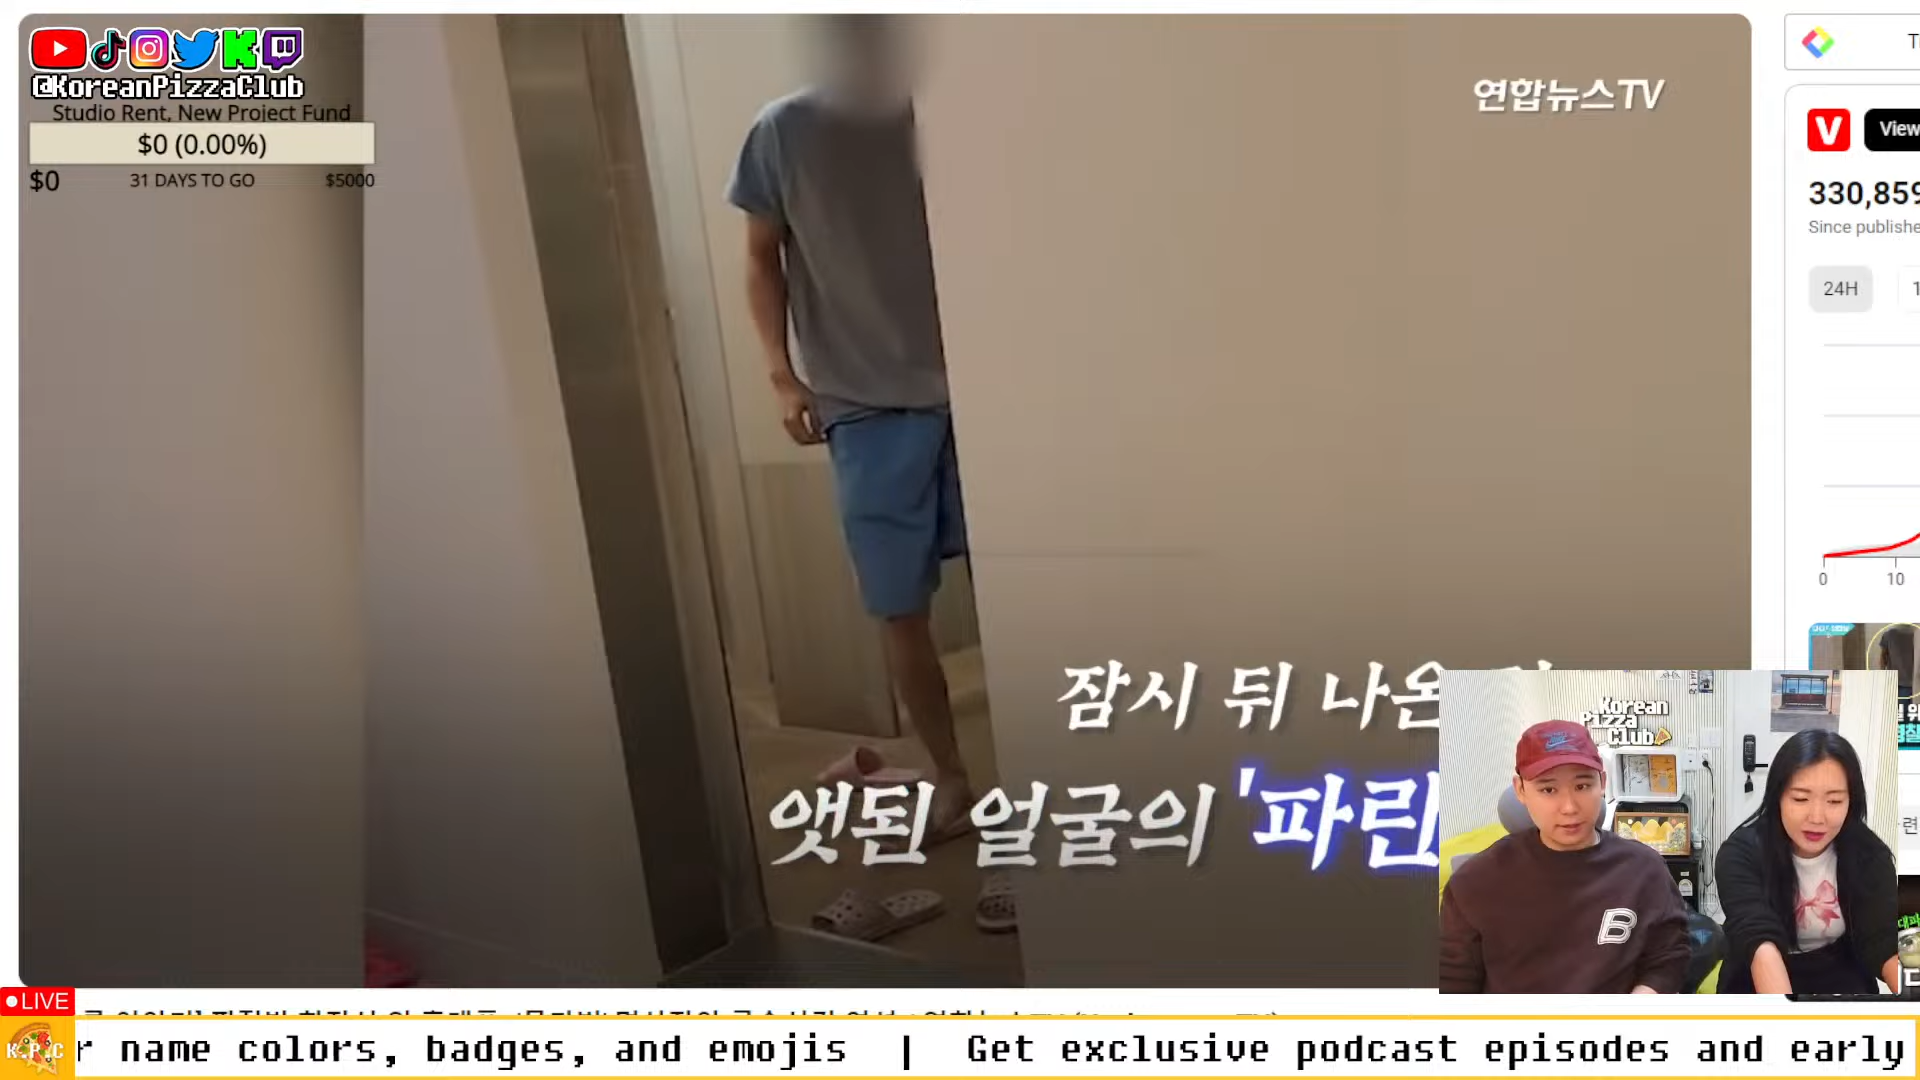 @KoreanPizzaClub
Studio Rent, New Project Fund
$0 (0.00%)
$0 31 DAYS TO GO $5000
연합뉴스TV
View
330,859
Since publishe
24H
0 10
잠시 뒤 나온
앳된 얼굴의 '파란
Korean
Pizza
Club
B
LIVE
K.P.C
name colors, badges, and emojis | Get exclusive podcast episodes and early